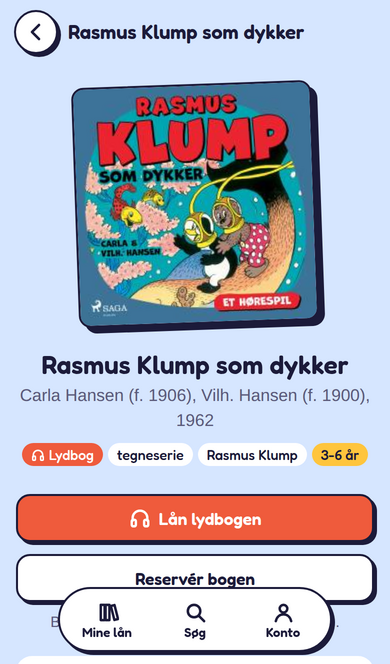 Rasmus Klump som dykker
RASMUS
KLUMP
SOM DYKKER
CARLA &
VILH. HANSEN
SAGA
ET HØRESPIL
Rasmus Klump som dykker
Carla Hansen (f. 1906), Vilh. Hansen (f. 1900),
1962
Lydbog tegneserie Rasmus Klump 3-6 år
Lån lydbogen
Reservér bogen
Mine lån Søg Konto